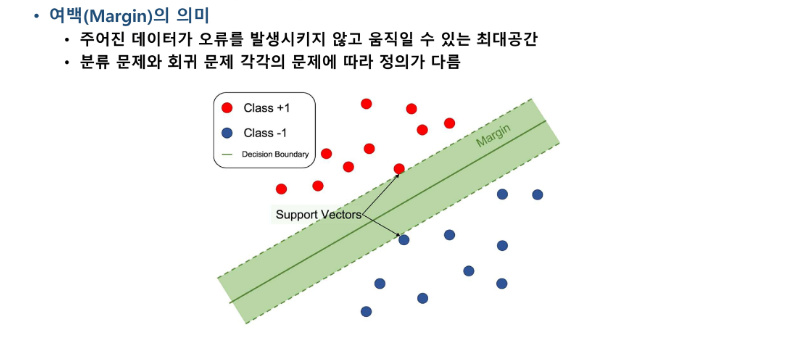 • 여백(Margin)의 의미
• 주어진 데이터가 오류를 발생시키지 않고 움직일 수 있는 최대공간
• 분류 문제와 회귀 문제 각각의 문제에 따라 정의가 다름
Class +1
Class -1
Decision Boundary
Margin
Support Vectors